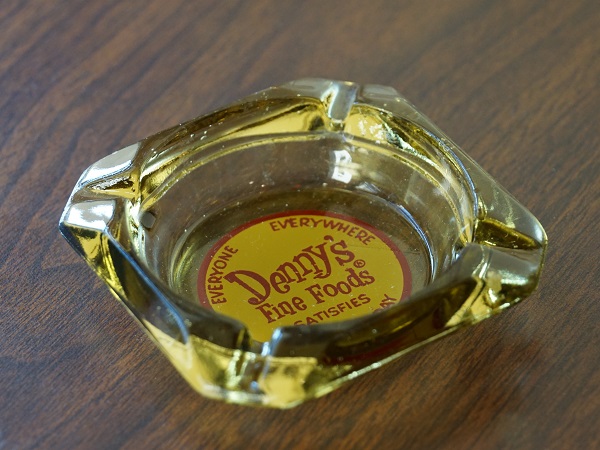 EVERYONE EVERYWHERE
Denny's®
Fine Foods
SATISFIES